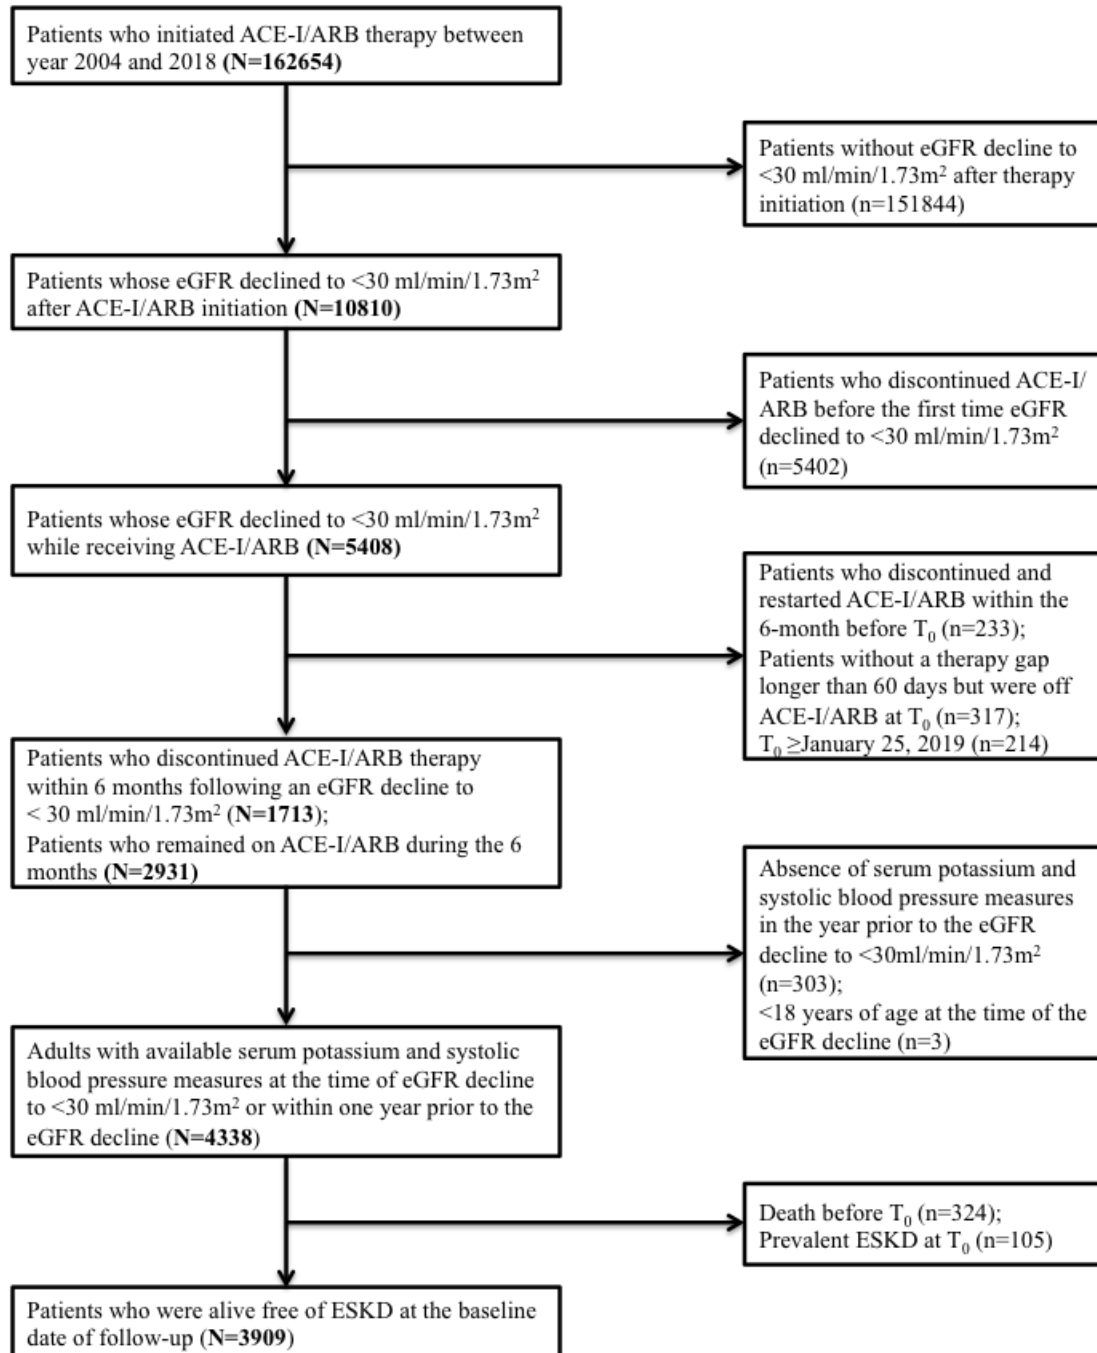 Patients who initiated ACE-I/ARB therapy between
year 2004 and 2018 (N=162654)
Patients without eGFR decline to
<30 ml/min/1.73m² after therapy
initiation (n=151844)
Patients whose eGFR declined to <30 ml/min/1.73m²
after ACE-I/ARB initiation (N=10810)
Patients who discontinued ACE-I/
ARB before the first time eGFR
declined to <30 ml/min/1.73m²
(n=5402)
Patients whose eGFR declined to <30 ml/min/1.73m²
while receiving ACE-I/ARB (N=5408)
Patients who discontinued and
restarted ACE-I/ARB within the
6-month before T₀ (n=233);
Patients without a therapy gap
longer than 60 days but were off
ACE-I/ARB at T₀ (n=317);
T₀ ≥January 25, 2019 (n=214)
Patients who discontinued ACE-I/ARB therapy
within 6 months following an eGFR decline to
< 30 ml/min/1.73m² (N=1713);
Patients who remained on ACE-I/ARB during the 6
months (N=2931)
Absence of serum potassium and
systolic blood pressure measures
in the year prior to the eGFR
decline to <30ml/min/1.73m²
(n=303);
<18 years of age at the time of the
eGFR decline (n=3)
Adults with available serum potassium and systolic
blood pressure measures at the time of eGFR decline
to <30 ml/min/1.73m² or within one year prior to the
eGFR decline (N=4338)
Death before T₀ (n=324);
Prevalent ESKD at T₀ (n=105)
Patients who were alive free of ESKD at the baseline
date of follow-up (N=3909)